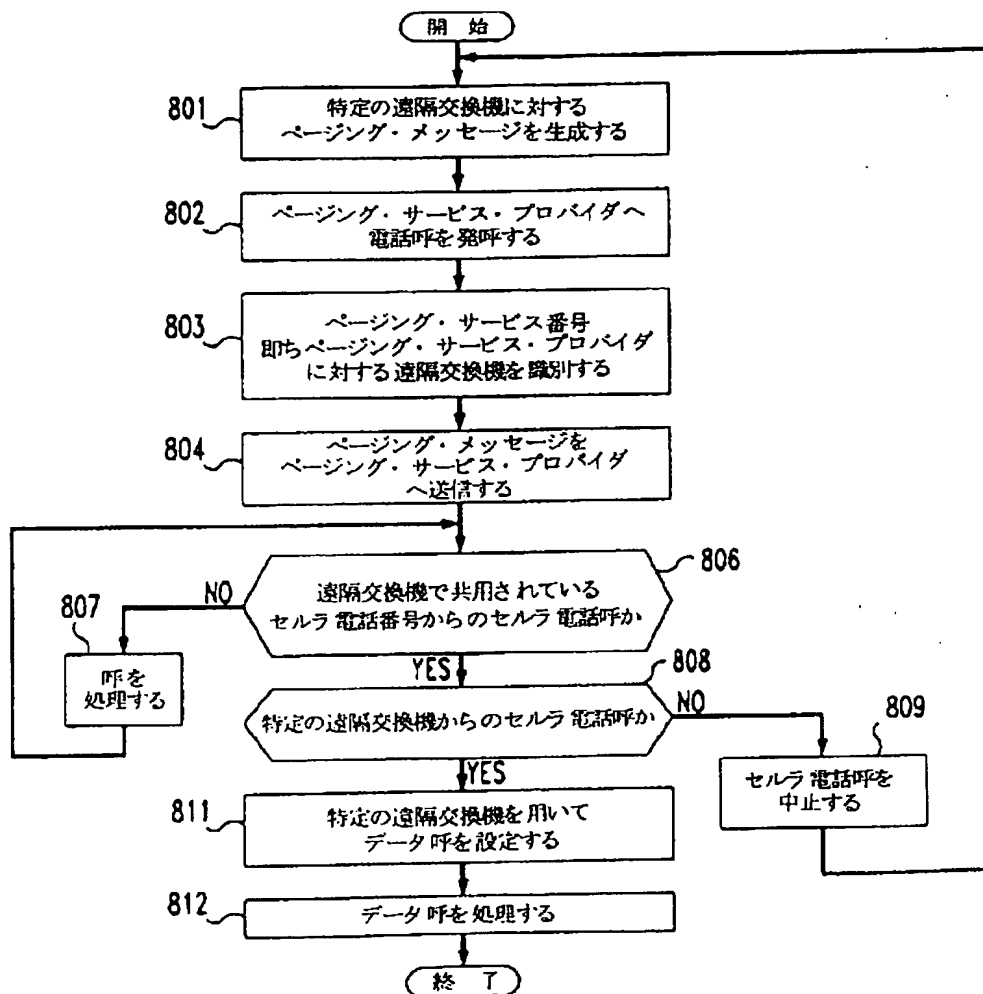 開 始
801
特定の遠隔交換機に対する
ページング・メッセージを生成する
802
ページング・サービス・プロバイダへ
電話呼を発呼する
803
ページング・サービス番号
即ちページング・サービス・プロバイダ
に対する遠隔交換機を識別する
804
ページング・メッセージを
ページング・サービス・プロバイダ
へ送信する
806
遠隔交換機で共用されている
セルラ電話番号からのセルラ電話呼か
NO
807
呼を
処理する
YES
808
特定の遠隔交換機からのセルラ電話呼か
NO
809
セルラ電話呼を
中止する
YES
811
特定の遠隔交換機を用いて
データ呼を設定する
812
データ呼を処理する
終 了